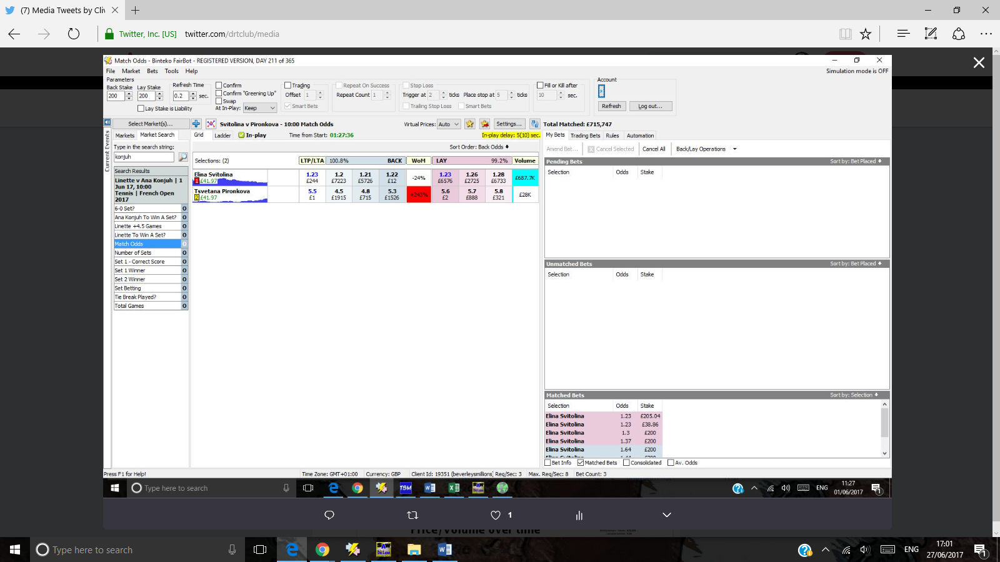 (7) Media Tweets by Cli
Twitter, Inc. [US] twitter.com/drtclub/media
Match Odds - Binteko FairBot - REGISTERED VERSION, DAY 211 of 365
File Market Bets Tools Help
Simulation mode is OFF
Parameters
Back Stake Lay Stake Refresh Time
200 200 0.2 sec.
Lay Stake is Liability
Confirm
Confirm "Greening Up"
Swap
At In-Play: Keep
Trading
Offset 1
Smart Bets
Repeat On Success
Repeat Count 1
Stop Loss
Trigger at 2 ticks Place stop at 5 ticks
Trailing Stop Loss Smart Bets
Fill or Kill after
10 sec.
Account
Refresh Log out...
Current Events
Select Market(s)...
Markets Market Search
Type in the search string:
konjuh
Search Results
Linette v Ana Konjuh | 1
Jun 17, 10:00
Tennis | French Open
2017
6-0 Set? 0
Ana Konjuh To Win A Set? 0
Linette +4.5 Games 0
Linette To Win A Set? 0
Match Odds 0
Number of Sets 0
Set 1 - Correct Score 0
Set 1 Winner 0
Set 2 Winner 0
Set Betting 0
Tie Break Played? 0
Total Games 0
Svitolina v Pironkova - 10:00 Match Odds
Virtual Prices: Auto Settings...
Grid Ladder In-play Time from Start: 01:27:36
In-play delay: 5(10) sec.
Sort Order: Back Odds
Selections: (2) LTP/LTA 100.8% BACK WoM LAY 99.2% Volume
Elina Svitolina 1.23 1.2 1.21 1.22 -24% 1.23 1.26 1.28 £687.7K
1 £41.97 £244 £7223 £5726 £12 £6576 £2725 £6733
Tsvetana Pironkova 5.5 4.5 4.8 5.3 +243% 5.6 5.7 5.8 £28K
2 £41.97 £1 £1915 £715 £1526 £2 £888 £321
Total Matched: £715,747
My Bets Trading Bets Rules Automation
Amend Bet... Cancel Selected Cancel All Back/Lay Operations
Pending Bets Sort by: Bet Placed
Selection Odds Stake
Unmatched Bets Sort by: Bet Placed
Selection Odds Stake
Matched Bets Sort by: Selection
Selection Odds Stake
Elina Svitolina 1.23 £205.04
Elina Svitolina 1.23 £38.86
Elina Svitolina 1.3 £200
Elina Svitolina 1.37 £200
Elina Svitolina 1.64 £200
Bet Info Matched Bets Consolidated Av. Odds
Press F1 for Help! Time Zone: GMT+01:00 Currency: GBP Client Id: 19351 (beverleysmillions) Req/Sec: 3 Max. Req/Sec: 8 Bet Count: 3
Type here to search
TSM
ENG 11:27
01/06/2017
1
1
Price/volume over time
Type here to search
ENG 17:01
27/06/2017
1